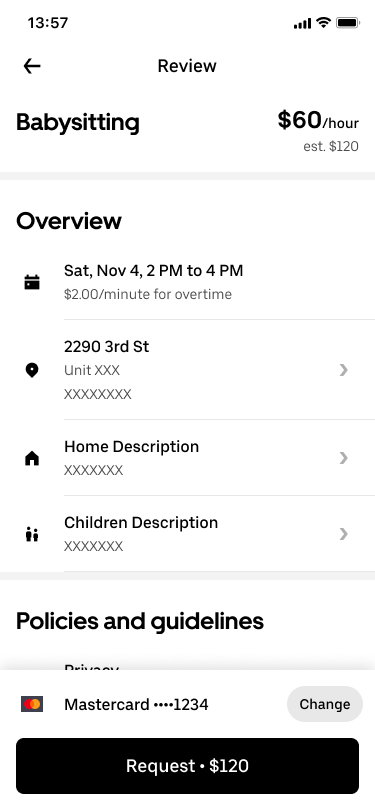 13:57
Review
Babysitting
$60/hour
est. $120
Overview
Sat, Nov 4, 2 PM to 4 PM
$2.00/minute for overtime
2290 3rd St
Unit XXX
XXXXXXXX
Home Description
XXXXXXX
Children Description
XXXXXXX
Policies and guidelines
Privacy
Mastercard ••••1234
Change
Request • $120